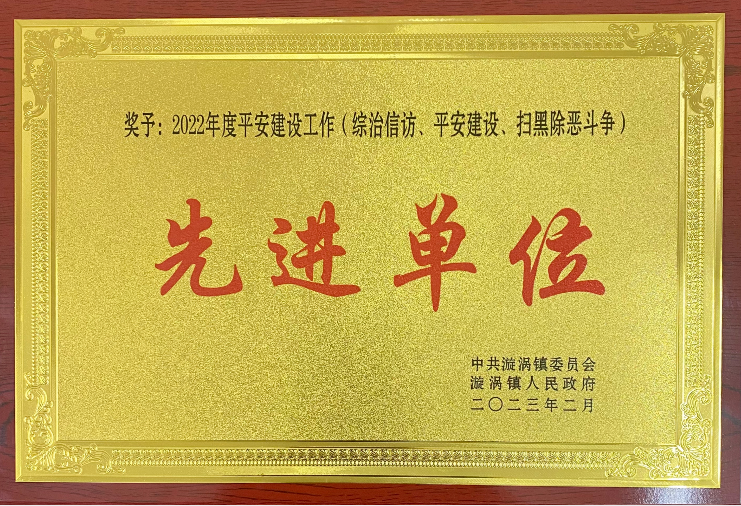 奖予：2022年度平安建设工作（综治信访、平安建设、扫黑除恶斗争）
先进单位
中共漩涡镇委员会
漩涡镇人民政府
二〇二三年二月